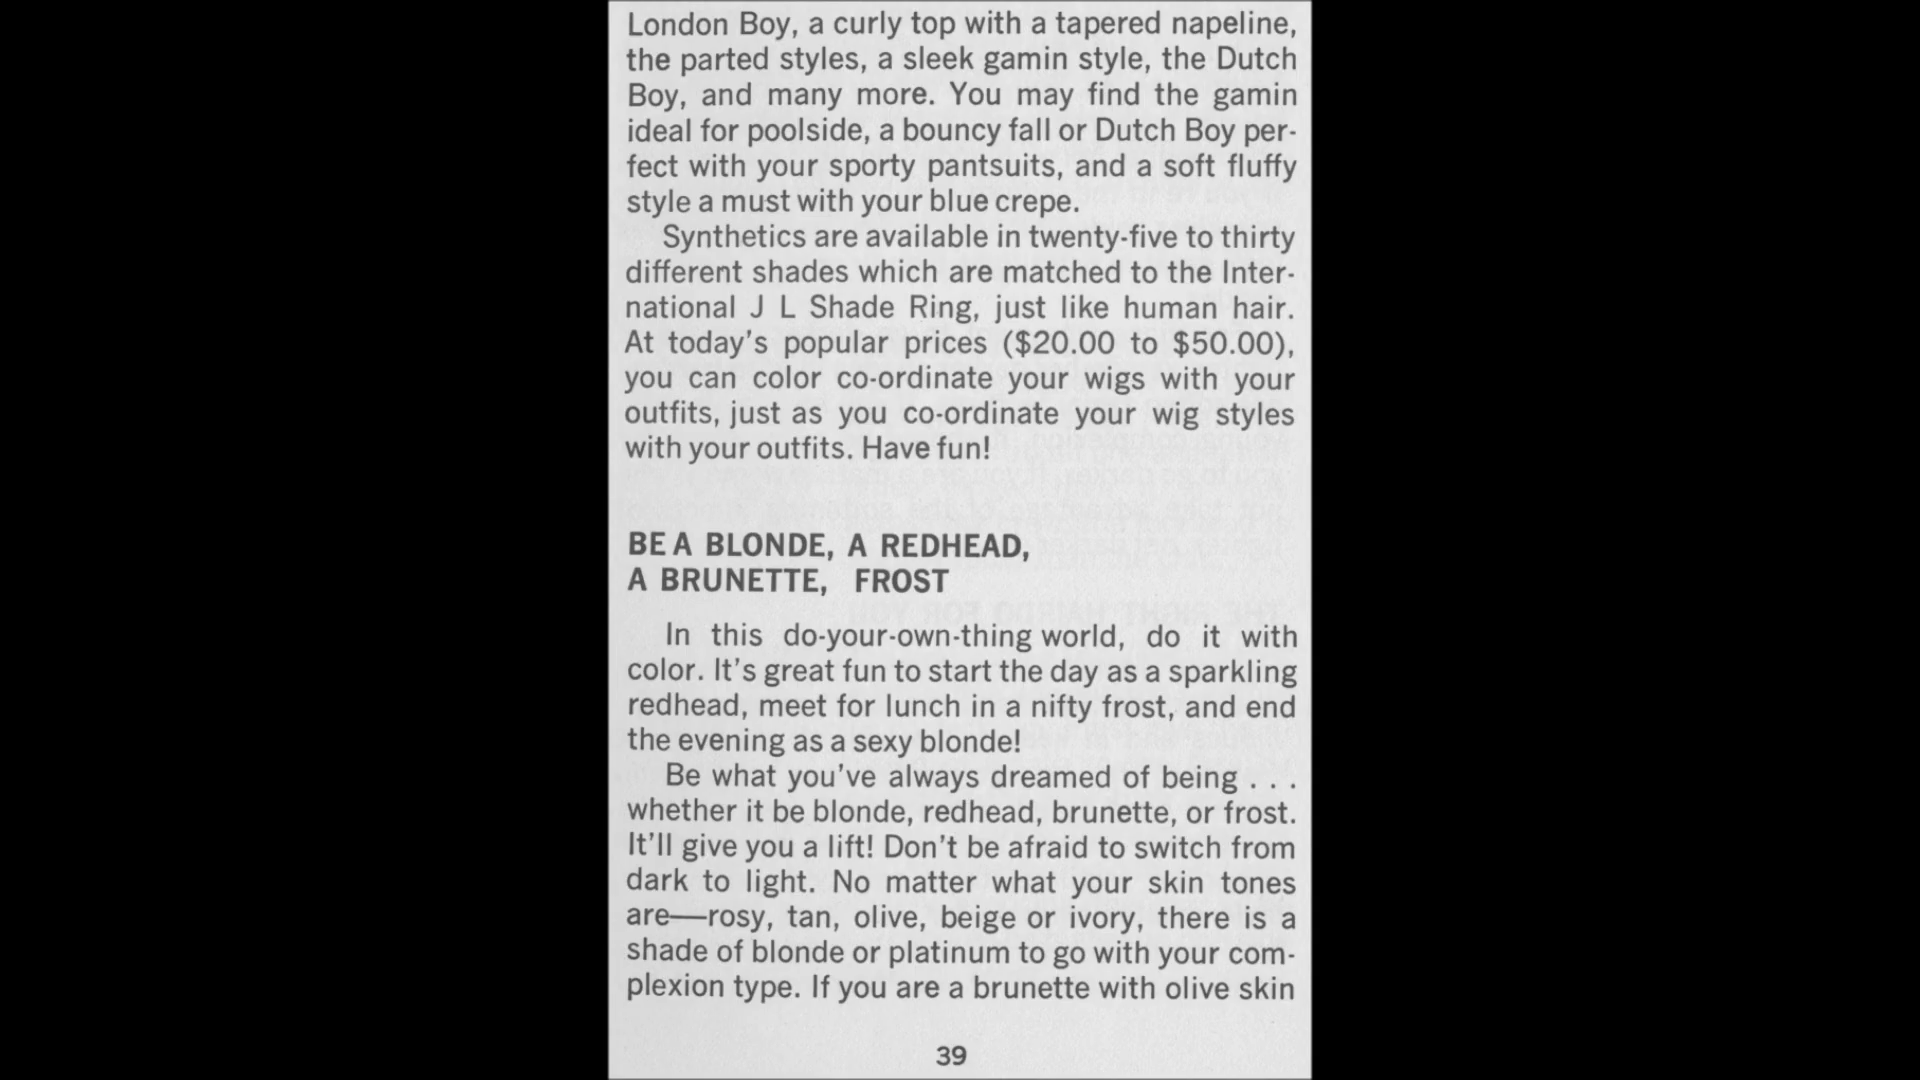 London Boy, a curly top with a tapered napeline,
the parted styles, a sleek gamin style, the Dutch
Boy, and many more. You may find the gamin
ideal for poolside, a bouncy fall or Dutch Boy per-
fect with your sporty pantsuits, and a soft fluffy
style a must with your blue crepe.
Synthetics are available in twenty-five to thirty
different shades which are matched to the Inter-
national J L Shade Ring, just like human hair.
At today's popular prices ($20.00 to $50.00),
you can color co-ordinate your wigs with your
outfits, just as you co-ordinate your wig styles
with your outfits. Have fun!
BE A BLONDE, A REDHEAD,
A BRUNETTE, FROST
In this do-your-own-thing world, do it with
color. It's great fun to start the day as a sparkling
redhead, meet for lunch in a nifty frost, and end
the evening as a sexy blonde!
Be what you've always dreamed of being . . .
whether it be blonde, redhead, brunette, or frost.
It'll give you a lift! Don't be afraid to switch from
dark to light. No matter what your skin tones
are—rosy, tan, olive, beige or ivory, there is a
shade of blonde or platinum to go with your com-
plexion type. If you are a brunette with olive skin
39